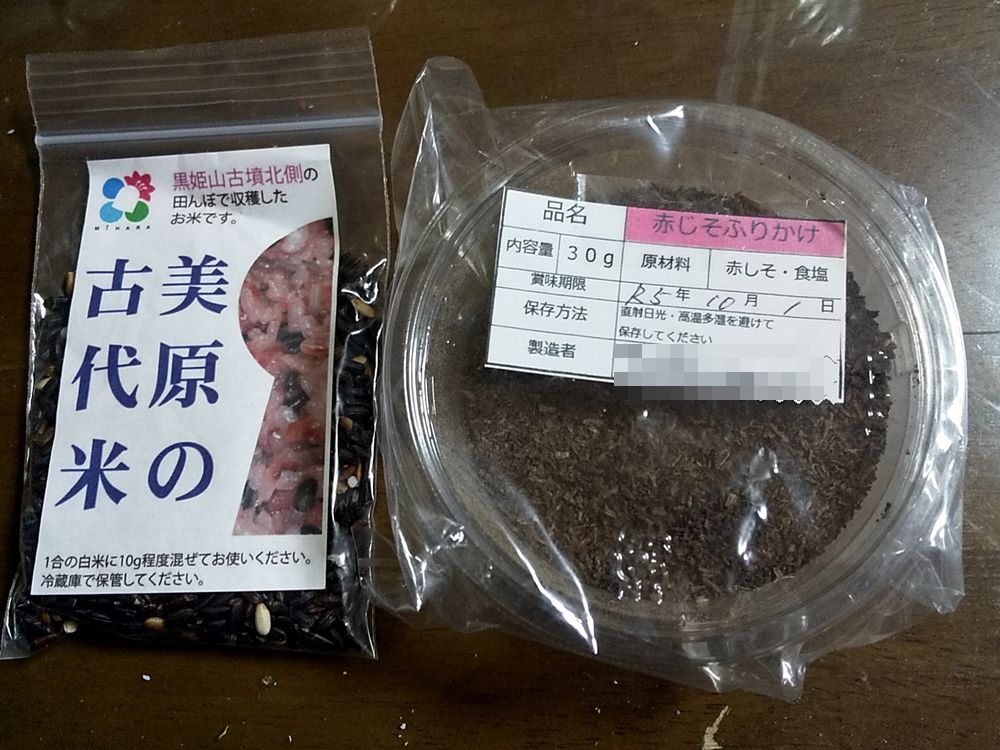 MIHARA
黒姫山古墳北側の
田んぼで収穫した
お米です。
美原の
古代米
1合の白米に10g程度混ぜてお使いください。
冷蔵庫で保管してください。
品名 赤じそふりかけ
内容量 30g 原材料 赤しそ・食塩
賞味期限 R5年 10月 1日
保存方法 直射日光・高温多湿を避けて
保存してください
製造者